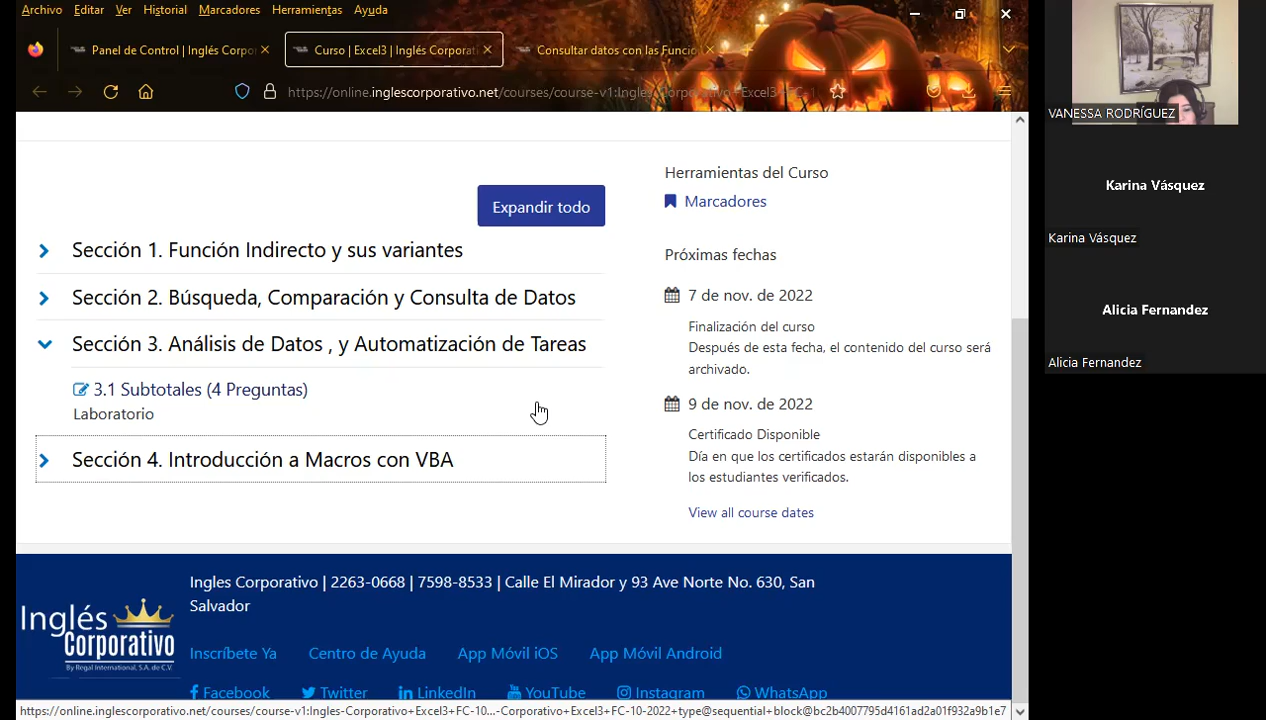 Archivo Editar Ver Historial Marcadores Herramientas Ayuda
Panel de Control | Inglés Corpo
Curso | Excel3 | Inglés Corporat
Consultar datos con las Funcio
https://online.inglescorporativo.net/courses/course-v1:Ingles-Corporativo+Excel3+FC-1
Expandir todo
Sección 1. Función Indirecto y sus variantes
Sección 2. Búsqueda, Comparación y Consulta de Datos
Sección 3. Análisis de Datos , y Automatización de Tareas
3.1 Subtotales (4 Preguntas)
Laboratorio
Sección 4. Introducción a Macros con VBA
Herramientas del Curso
Marcadores
Próximas fechas
7 de nov. de 2022
Finalización del curso
Después de esta fecha, el contenido del curso será
archivado.
9 de nov. de 2022
Certificado Disponible
Día en que los certificados estarán disponibles a
los estudiantes verificados.
View all course dates
Inglés
Corporativo
By Regal International, S.A. de C.V.
Ingles Corporativo | 2263-0668 | 7598-8533 | Calle El Mirador y 93 Ave Norte No. 630, San
Salvador
Inscríbete Ya Centro de Ayuda App Móvil iOS App Móvil Android
Facebook Twitter LinkedIn YouTube Instagram WhatsApp
https://online.inglescorporativo.net/courses/course-v1:Ingles-Corporativo+Excel3+FC-10...-Corporativo+Excel3+FC-10-2022+type@sequential+block@bc2b4007795d4161ad2a01f932a9b1e7
VANESSA RODRÍGUEZ
Karina Vásquez
Karina Vásquez
Alicia Fernandez
Alicia Fernandez